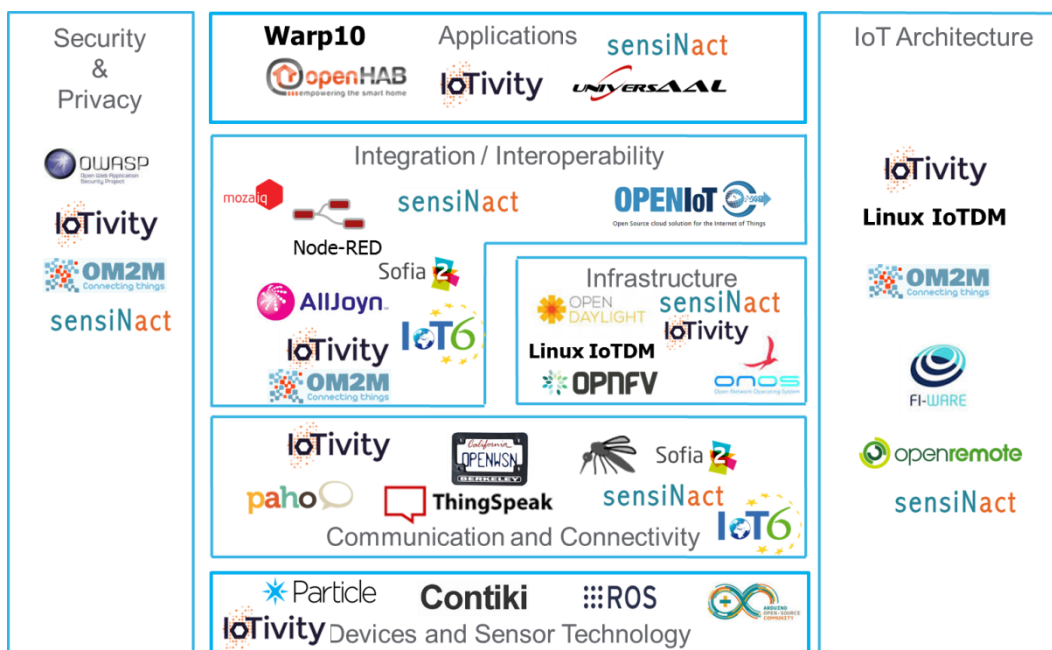 Security
&
Privacy
OWASP
Open Web Application
Security Project
IoTivity
OM2M
Connecting things
sensiNact
Applications
Warp10
sensiNact
openHAB
empowering the smart home
IoTivity
UNIVERSAAL
Integration / Interoperability
mozaiq
Node-RED
sensiNact
OPENIoT
Open Source cloud solution for the Internet of Things
Sofia 2
AllJoyn
IoT6
IoTivity
OM2M
Connecting things
Infrastructure
OPEN
DAYLIGHT
sensiNact
IoTivity
Linux IoTDM
OPNFV
onos
Open Network Operating System
IoTivity
California
OPENWSN
BERKELEY
Sofia 2
paho
ThingSpeak
sensiNact
IoT6
Communication and Connectivity
Particle
Contiki
ROS
ARDUINO
OPEN-SOURCE
COMMUNITY
IoTivity
Devices and Sensor Technology
IoT Architecture
IoTivity
Linux IoTDM
OM2M
Connecting things
FI-WARE
openremote
sensiNact